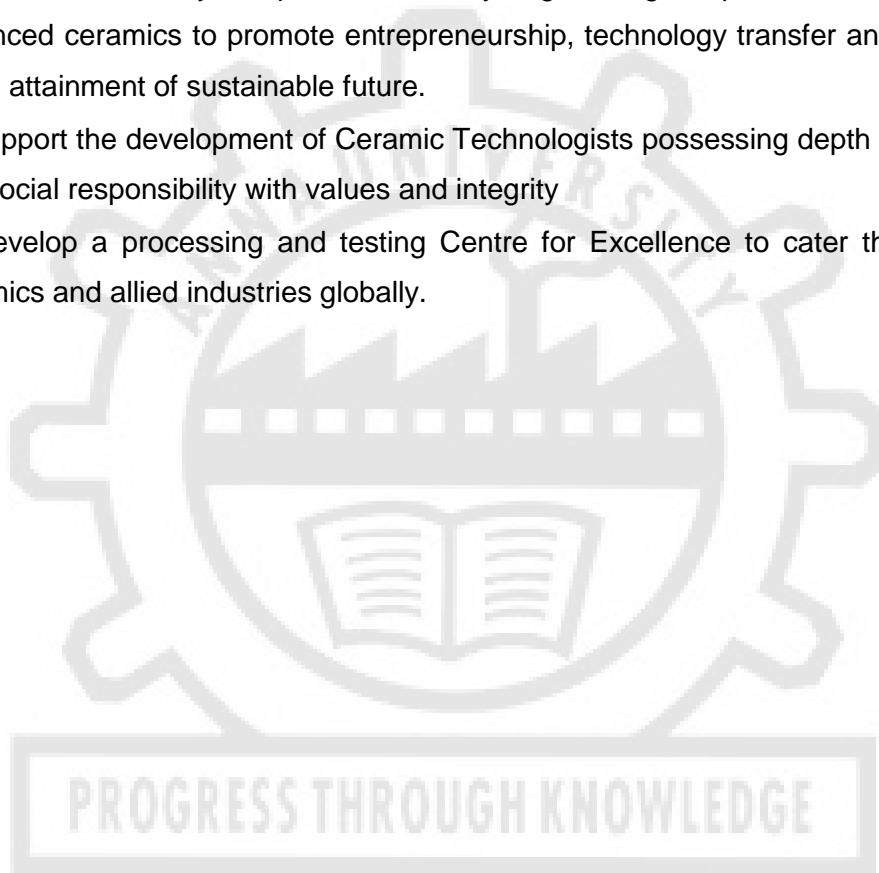 nced ceramics to promote entrepreneurship, technology transfer an
attainment of sustainable future.
pport the development of Ceramic Technologists possessing depth
ocial responsibility with values and integrity
evelop a processing and testing Centre for Excellence to cater th
nics and allied industries globally.
ANNA UNIVERSITY
PROGRESS THROUGH KNOWLEDGE